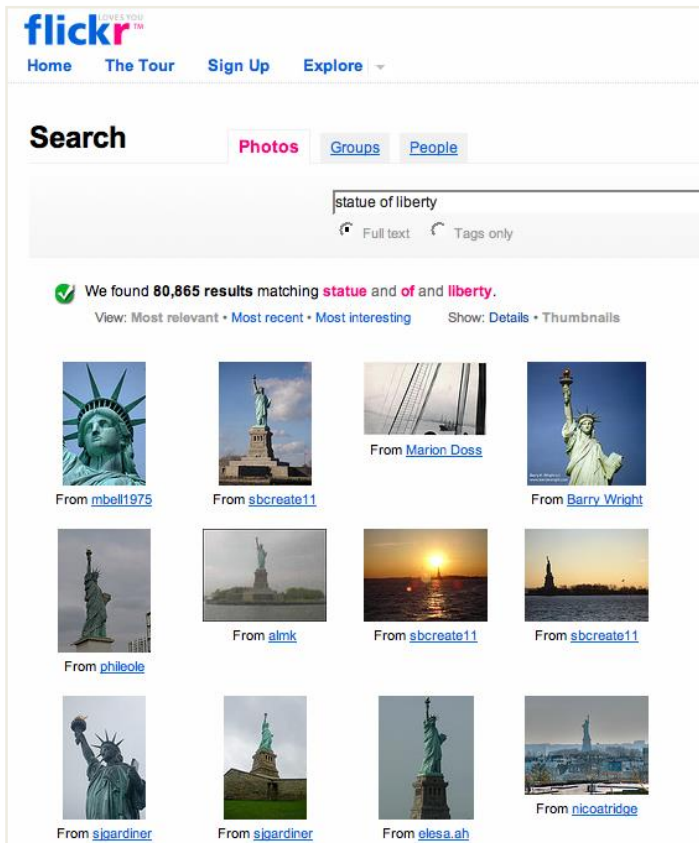 LOVES YOU
flickr™
Home The Tour Sign Up Explore
Search Photos Groups People
statue of liberty
Full text Tags only
We found 80,865 results matching statue and of and liberty.
View: Most relevant • Most recent • Most interesting Show: Details • Thumbnails
From mbell1975 From sbcreate11 From Marion Doss From Barry Wright
From phileole From almk From sbcreate11 From sbcreate11
From sjgardiner From sjgardiner From elesa.ah From nicoatridge